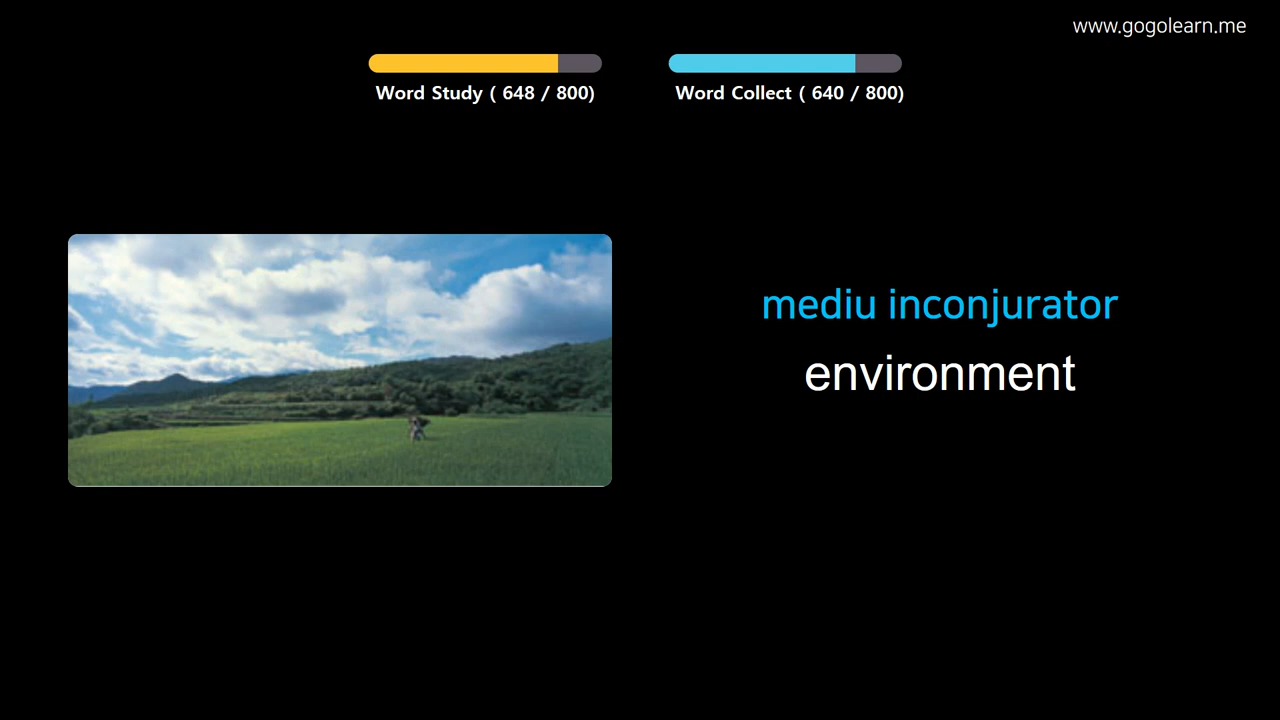 www.gogolearn.me
Word Study ( 648 / 800)
Word Collect ( 640 / 800)
mediu inconjurator
environment